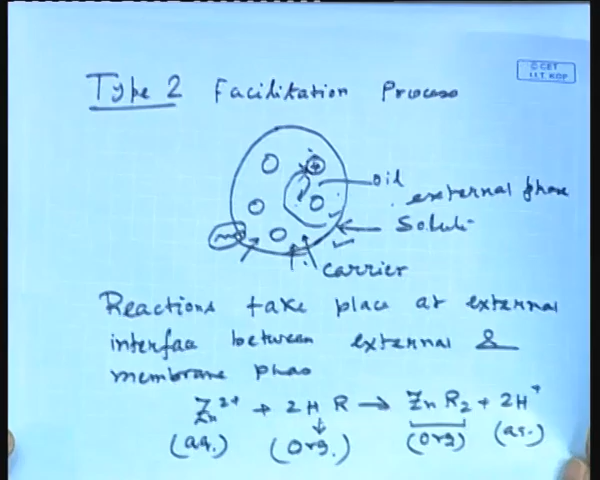 © CET
I.I.T. KGP
Type 2 Facilitation Process
oil
external phase
Solute
carrier
Reactions take place at external
interface between external &
membrane phase
Zn²⁺ + 2HR → ZnR₂ + 2H⁺
(aq.) (Org.) (Org) (aq.)